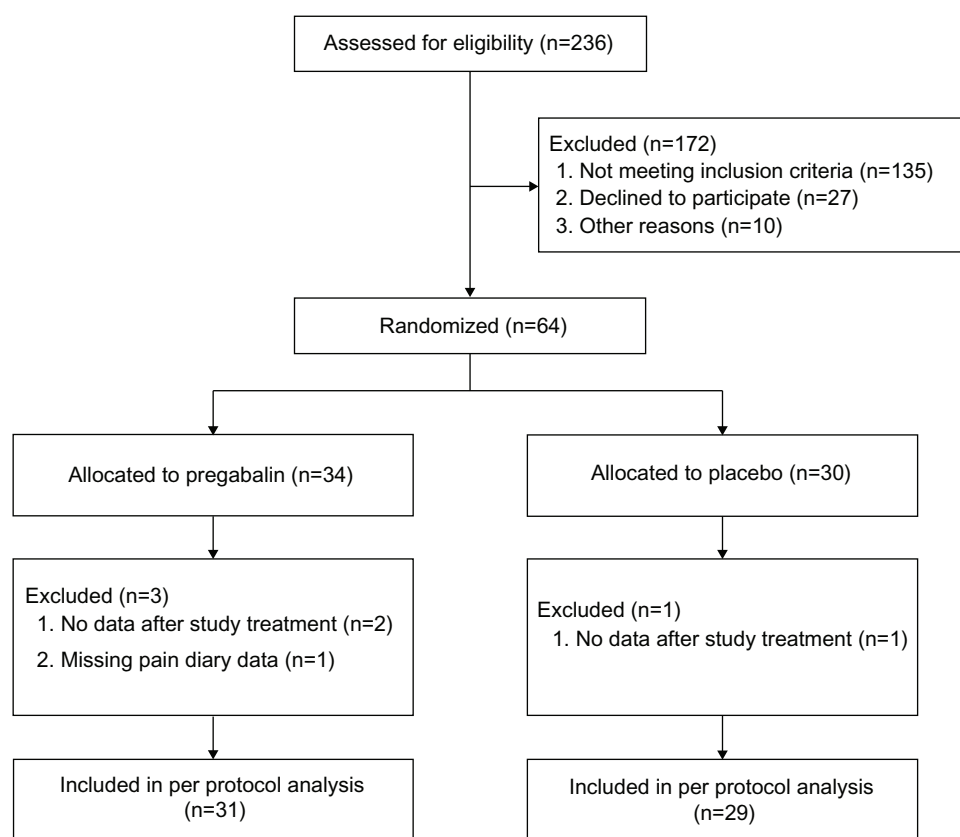 Assessed for eligibility (n=236)
Excluded (n=172)
1. Not meeting inclusion criteria (n=135)
2. Declined to participate (n=27)
3. Other reasons (n=10)
Randomized (n=64)
Allocated to pregabalin (n=34)
Allocated to placebo (n=30)
Excluded (n=3)
1. No data after study treatment (n=2)
2. Missing pain diary data (n=1)
Excluded (n=1)
1. No data after study treatment (n=1)
Included in per protocol analysis
(n=31)
Included in per protocol analysis
(n=29)